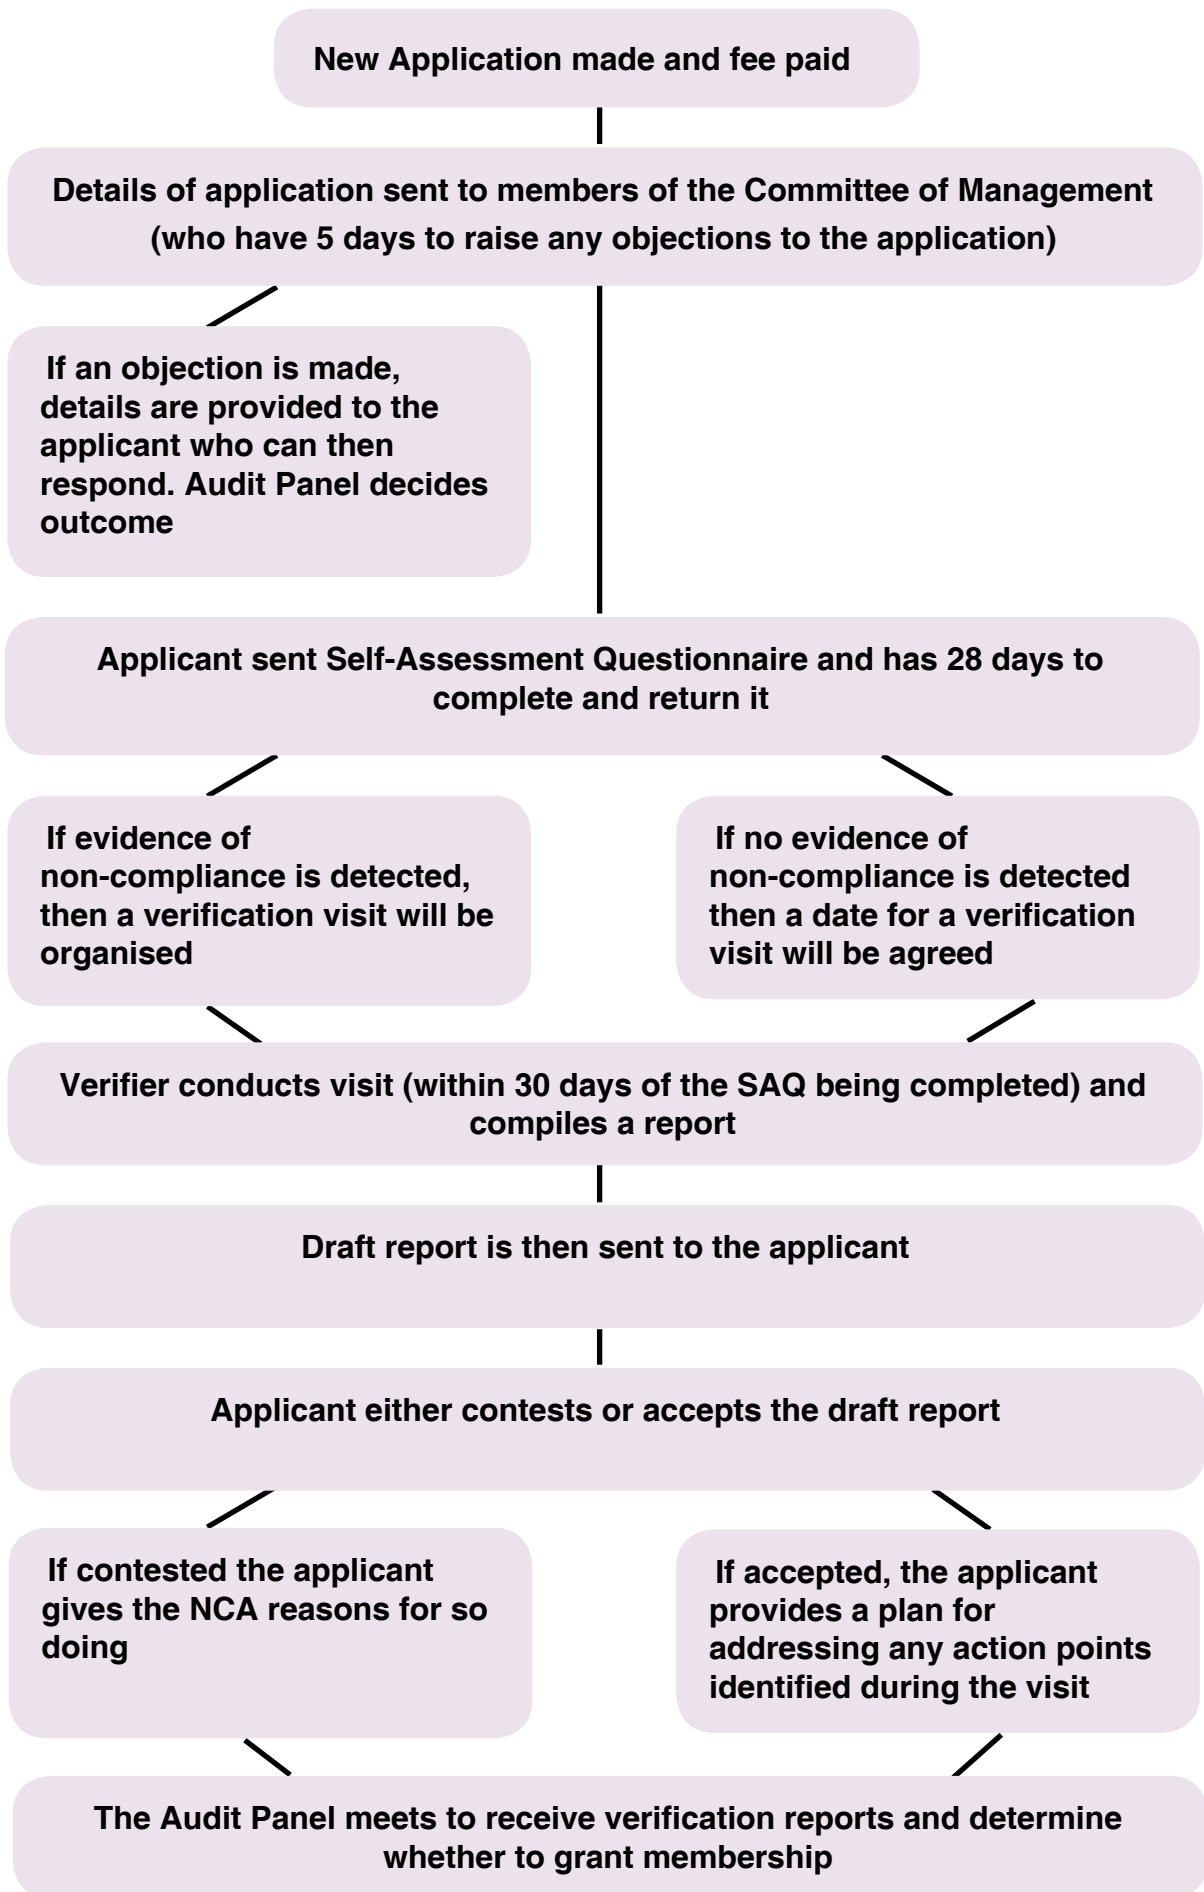 New Application made and fee paid
Details of application sent to members of the Committee of Management
(who have 5 days to raise any objections to the application)
If an objection is made,
details are provided to the
applicant who can then
respond. Audit Panel decides
outcome
Applicant sent Self-Assessment Questionnaire and has 28 days to
complete and return it
If evidence of
non-compliance is detected,
then a verification visit will be
organised
If no evidence of
non-compliance is detected
then a date for a verification
visit will be agreed
Verifier conducts visit (within 30 days of the SAQ being completed) and
compiles a report
Draft report is then sent to the applicant
Applicant either contests or accepts the draft report
If contested the applicant
gives the NCA reasons for so
doing
If accepted, the applicant
provides a plan for
addressing any action points
identified during the visit
The Audit Panel meets to receive verification reports and determine
whether to grant membership